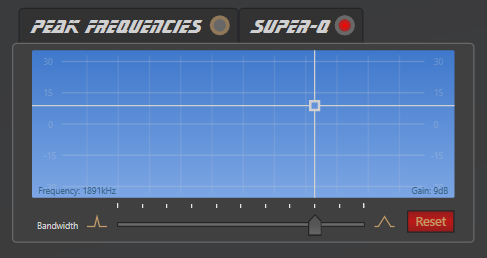 PEAK FREQUENCIES
SUPER-Q
30 30
15 15
0 0
-15 -15
Frequency: 1891kHz Gain: 9dB
Bandwidth Reset